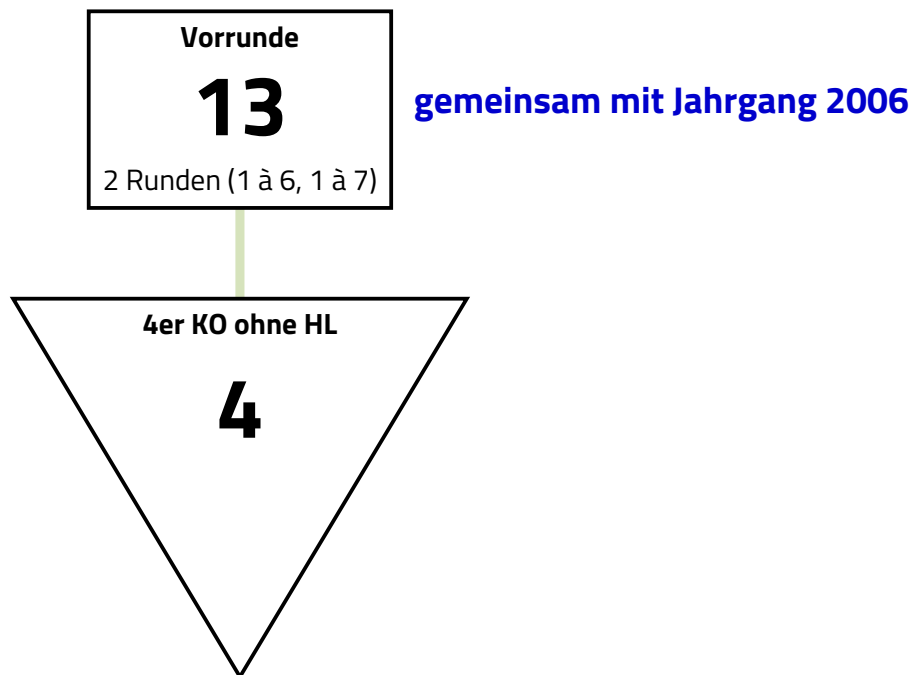 Vorrunde
13
gemeinsam mit Jahrgang 2006
2 Runden (1 à 6, 1 à 7)
4er KO ohne HL
4